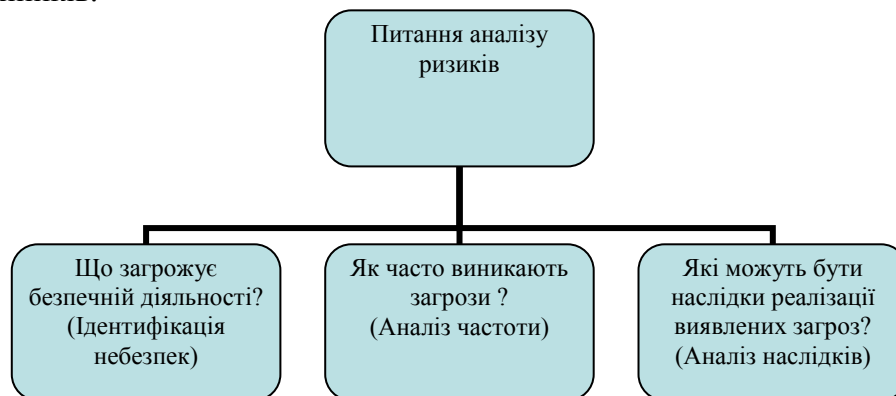 Питання аналізу
ризиків
Що загрожує
безпечній діяльності?
(Ідентифікація
небезпек)
Як часто виникають
загрози ?
(Аналіз частоти)
Які можуть бути
наслідки реалізації
виявлених загроз?
(Аналіз наслідків)